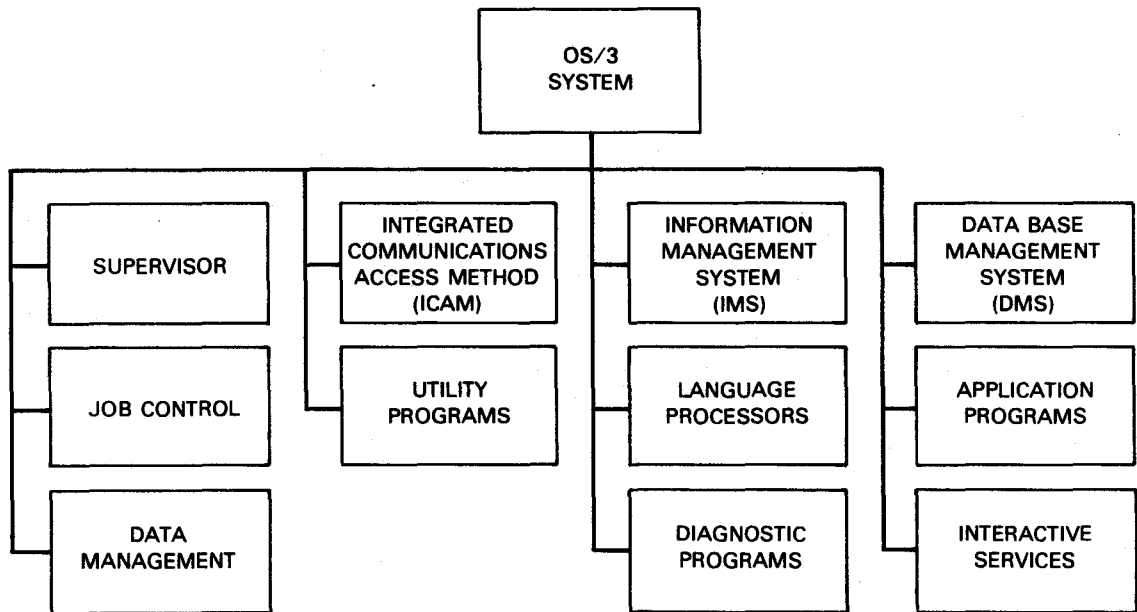 OS/3
SYSTEM
SUPERVISOR
INTEGRATED
COMMUNICATIONS
ACCESS METHOD
(ICAM)
INFORMATION
MANAGEMENT
SYSTEM
(IMS)
DATA BASE
MANAGEMENT
SYSTEM
(DMS)
JOB CONTROL
UTILITY
PROGRAMS
LANGUAGE
PROCESSORS
APPLICATION
PROGRAMS
DATA
MANAGEMENT
DIAGNOSTIC
PROGRAMS
INTERACTIVE
SERVICES